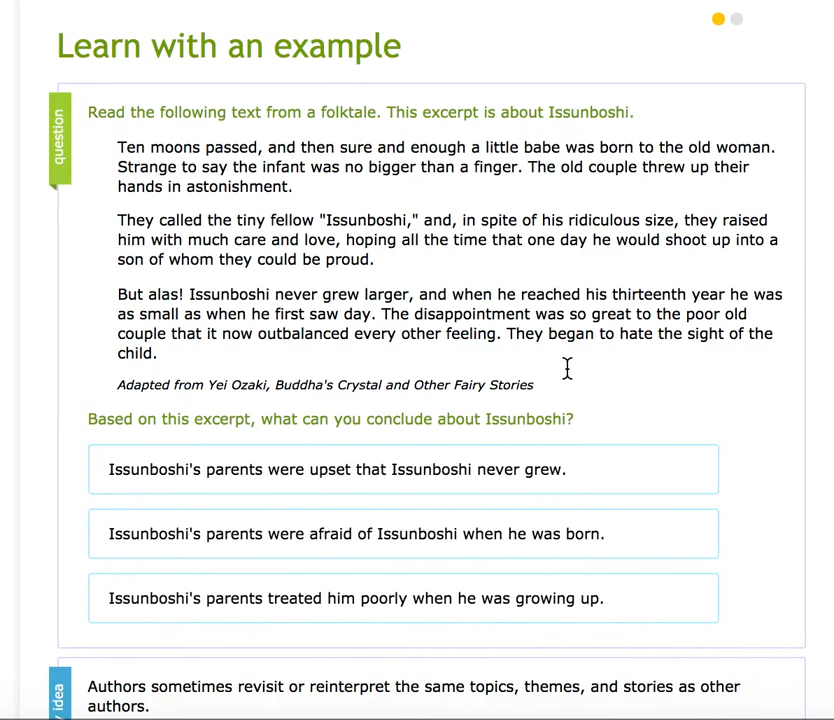 Learn with an example
question
Read the following text from a folktale. This excerpt is about Issunboshi.
Ten moons passed, and then sure and enough a little babe was born to the old woman.
Strange to say the infant was no bigger than a finger. The old couple threw up their
hands in astonishment.
They called the tiny fellow "Issunboshi," and, in spite of his ridiculous size, they raised
him with much care and love, hoping all the time that one day he would shoot up into a
son of whom they could be proud.
But alas! Issunboshi never grew larger, and when he reached his thirteenth year he was
as small as when he first saw day. The disappointment was so great to the poor old
couple that it now outbalanced every other feeling. They began to hate the sight of the
child.
Adapted from Yei Ozaki, Buddha's Crystal and Other Fairy Stories
Based on this excerpt, what can you conclude about Issunboshi?
Issunboshi's parents were upset that Issunboshi never grew.
Issunboshi's parents were afraid of Issunboshi when he was born.
Issunboshi's parents treated him poorly when he was growing up.
idea
Authors sometimes revisit or reinterpret the same topics, themes, and stories as other
authors.